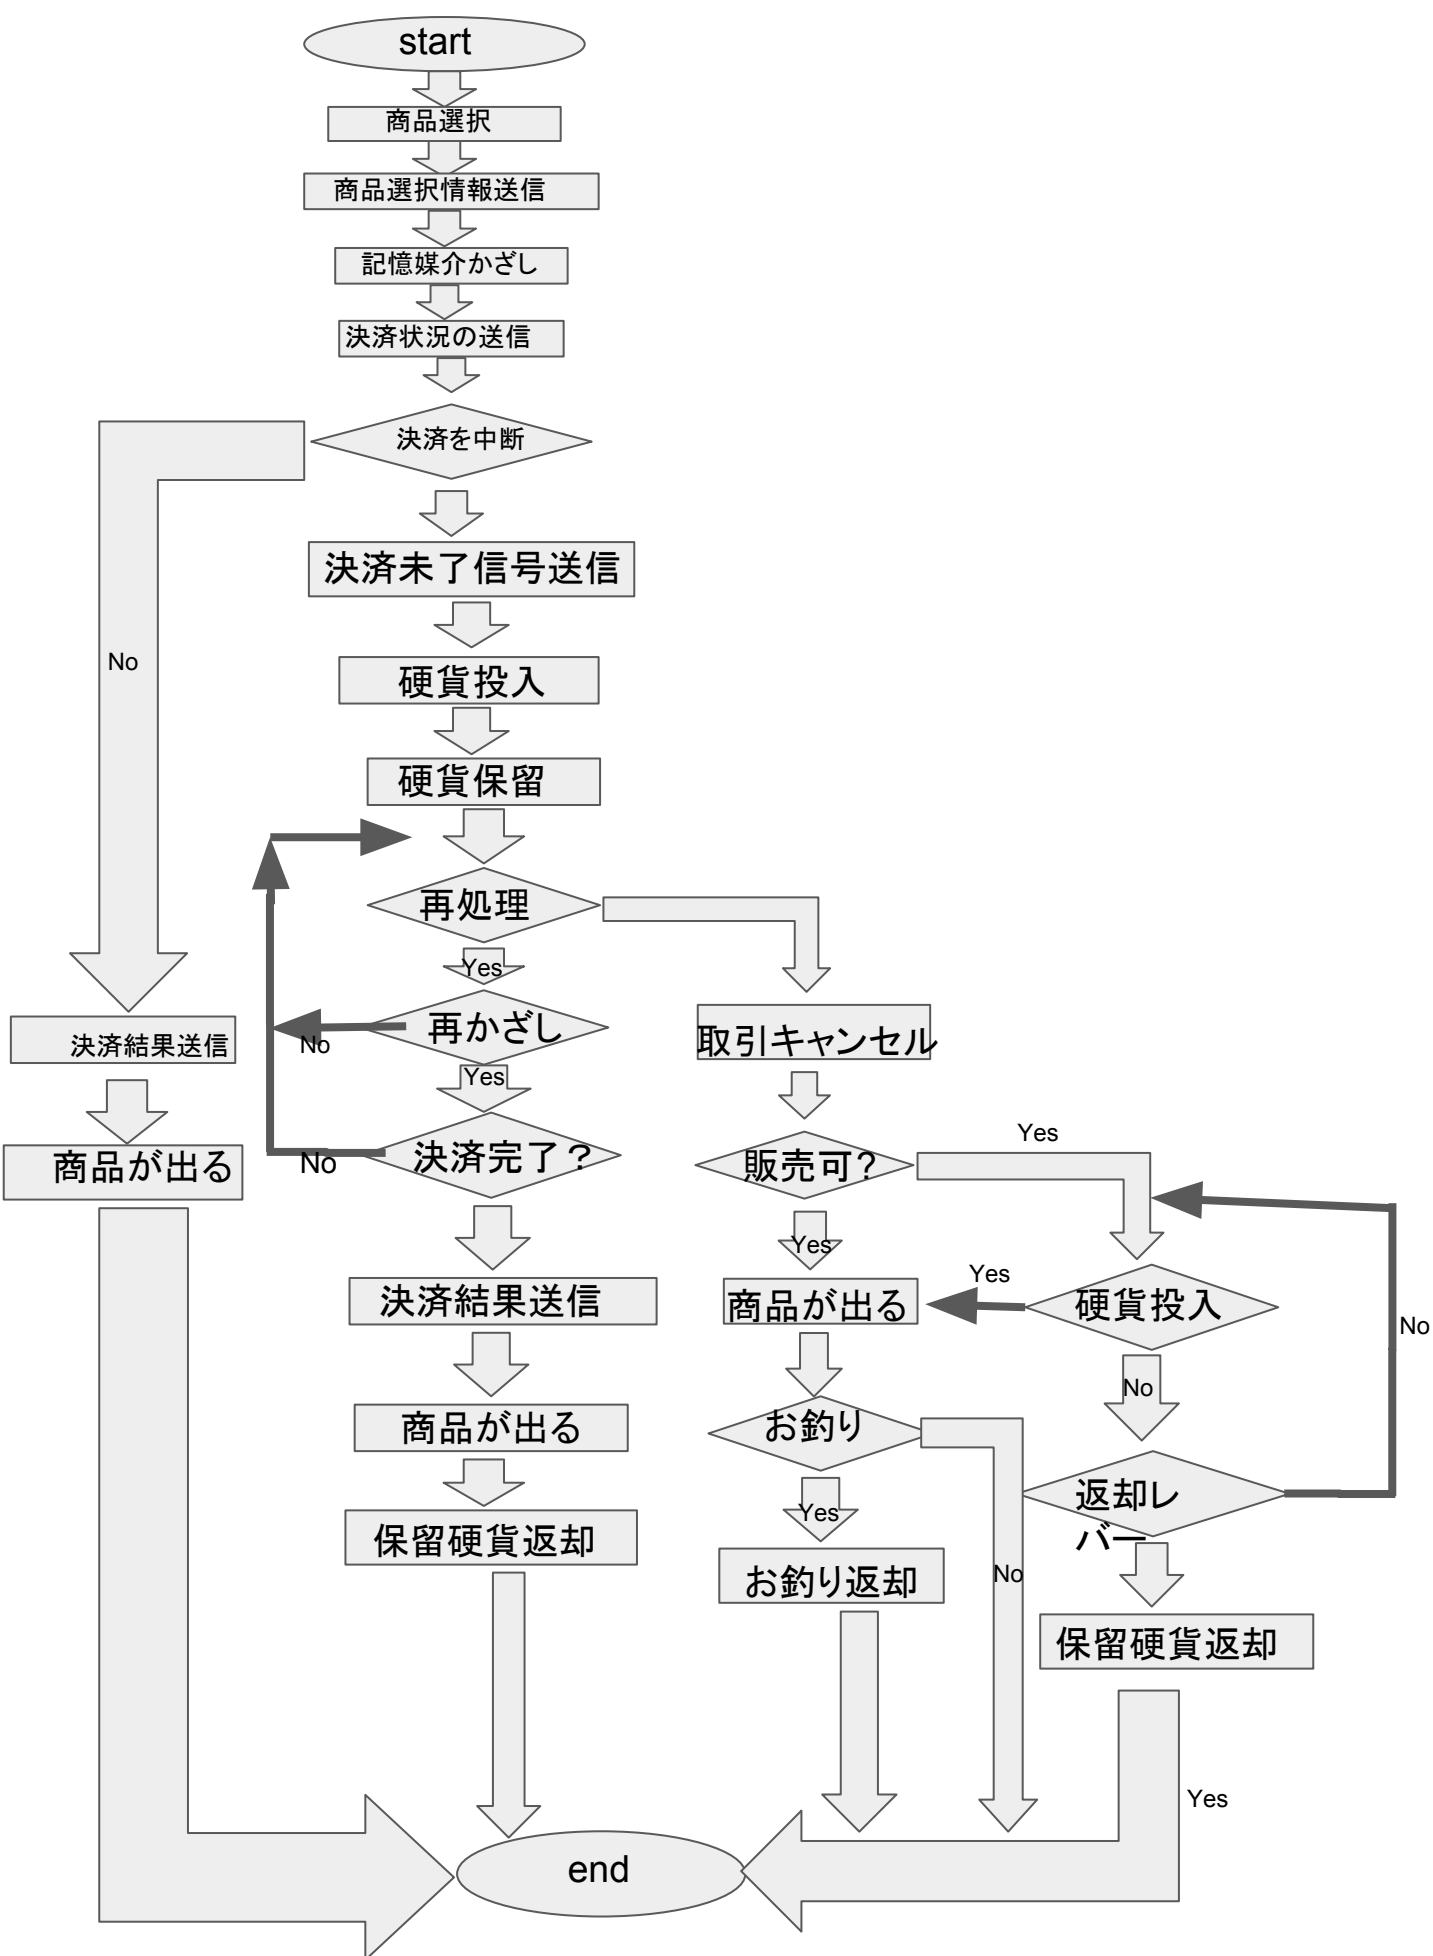 start
商品選択
商品選択情報送信
記憶媒介かざし
決済状況の送信
決済を中断
No
決済未了信号送信
硬貨投入
硬貨保留
再処理
Yes
再かざし
No
Yes
決済完了？
No
決済結果送信
商品が出る
保留硬貨返却
決済結果送信
商品が出る
取引キャンセル
販売可?
Yes
Yes
商品が出る
Yes
硬貨投入
No
No
お釣り
Yes
No
お釣り返却
返却レ
バー
保留硬貨返却
Yes
end